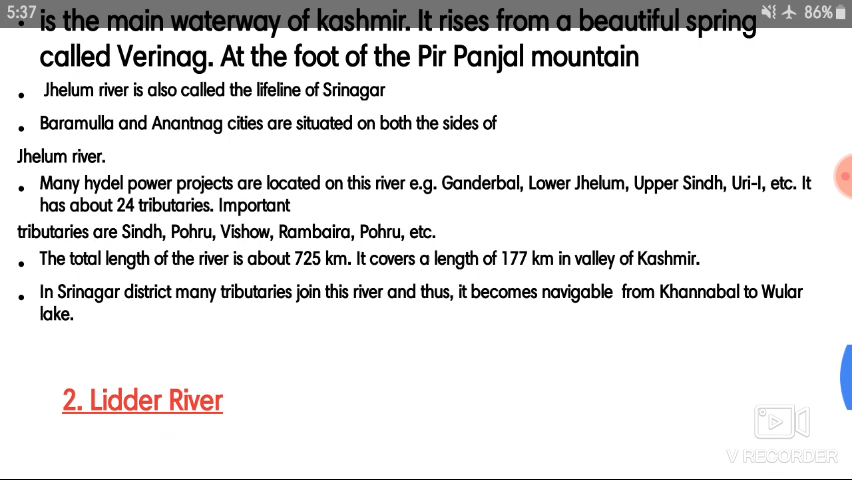 5:37
86%
• is the main waterway of kashmir. It rises from a beautiful spring
called Verinag. At the foot of the Pir Panjal mountain
• Jhelum river is also called the lifeline of Srinagar
• Baramulla and Anantnag cities are situated on both the sides of
Jhelum river.
• Many hydel power projects are located on this river e.g. Ganderbal, Lower Jhelum, Upper Sindh, Uri-I, etc. It
has about 24 tributaries. Important
tributaries are Sindh, Pohru, Vishow, Rambaira, Pohru, etc.
• The total length of the river is about 725 km. It covers a length of 177 km in valley of Kashmir.
• In Srinagar district many tributaries join this river and thus, it becomes navigable from Khannabal to Wular
lake.
2. Lidder River
V RECORDER